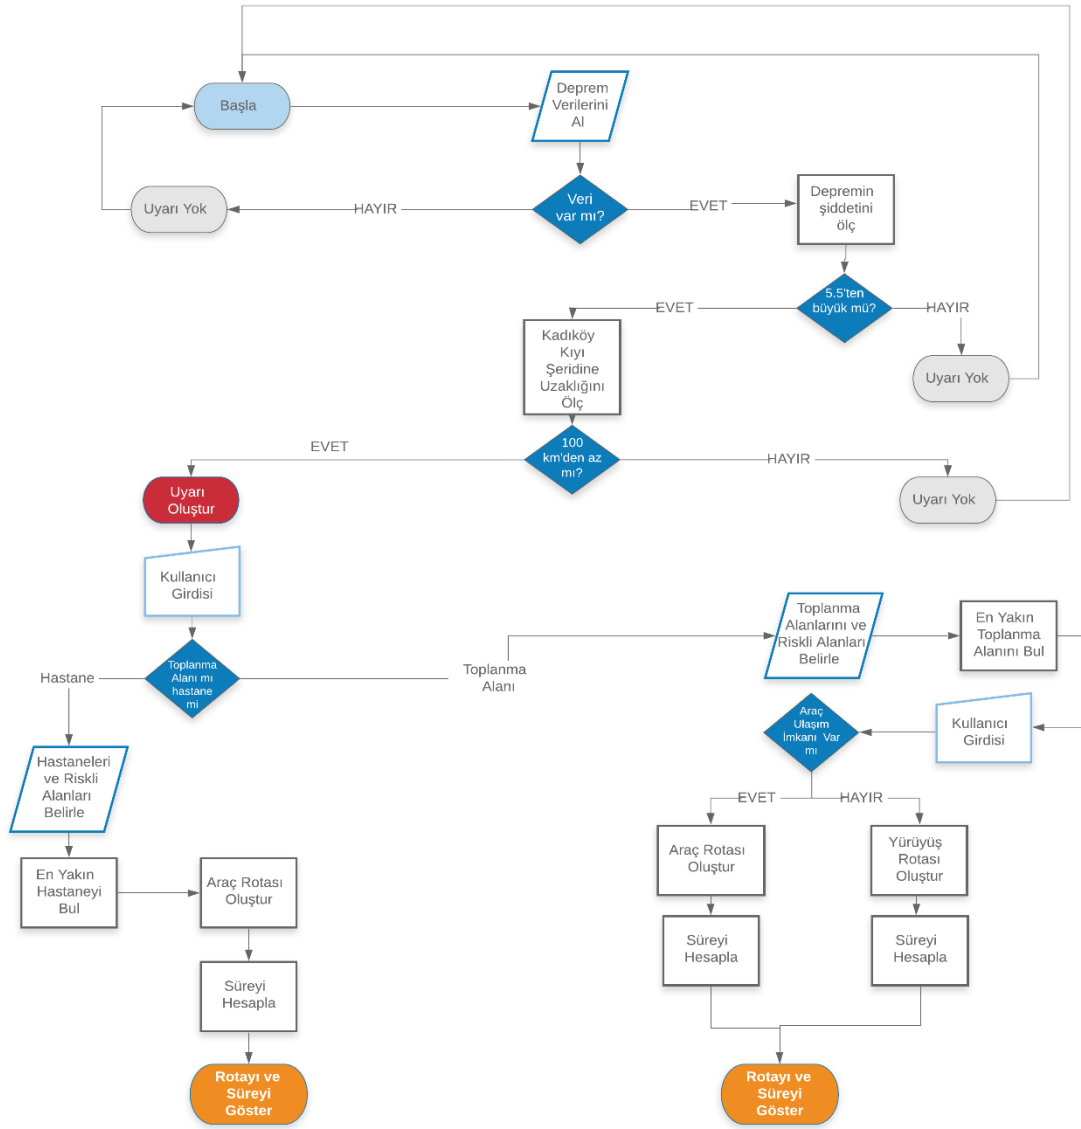 Başla
Deprem
Verilerini
Al
Uyarı Yok
HAYIR
Veri
var mı?
EVET
Depremin
şiddetini
ölç
5.5'ten
büyük mü?
EVET
HAYIR
Kadıköy
Kıyı
Şeridine
Uzaklığını
Ölç
Uyarı Yok
EVET
100
km'den az
mı?
HAYIR
Uyarı
Oluştur
Uyarı Yok
Kullanıcı
Girdisi
Toplanma
Alanı mı
hastane
mi
Hastane
Toplanma
Alanı
Toplanma
Alanlarını ve
Riskli Alanları
Belirle
En Yakın
Toplanma
Alanını Bul
Kullanıcı
Girdisi
Araç
Ulaşım
İmkanı Var
mı
Hastaneleri
ve Riskli
Alanları
Belirle
EVET
HAYIR
En Yakın
Hastaneyi
Bul
Araç Rotası
Oluştur
Araç Rotası
Oluştur
Yürüyüş
Rotası
Oluştur
Süreyi
Hesapla
Süreyi
Hesapla
Süreyi
Hesapla
Rotayı ve
Süreyi
Göster
Rotayı ve
Süreyi
Göster